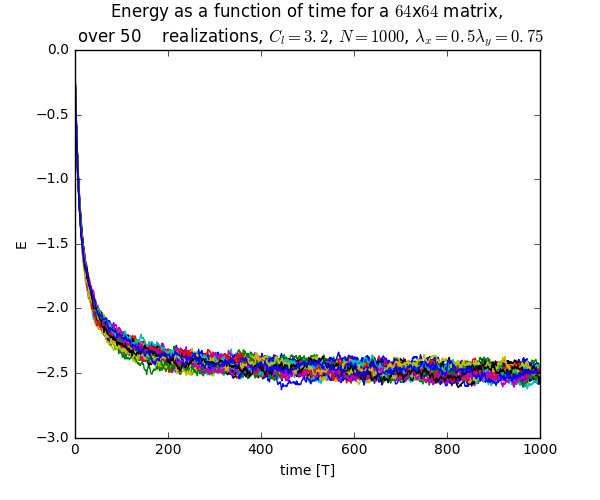 Energy as a function of time for a 64x64 matrix,
over 50 realizations, C_l = 3.2, N = 1000, λ_x = 0.5λ_y = 0.75
0.0
−0.5
−1.0
−1.5
−2.0
−2.5
−3.0
E
0 200 400 600 800 1000
time [T]